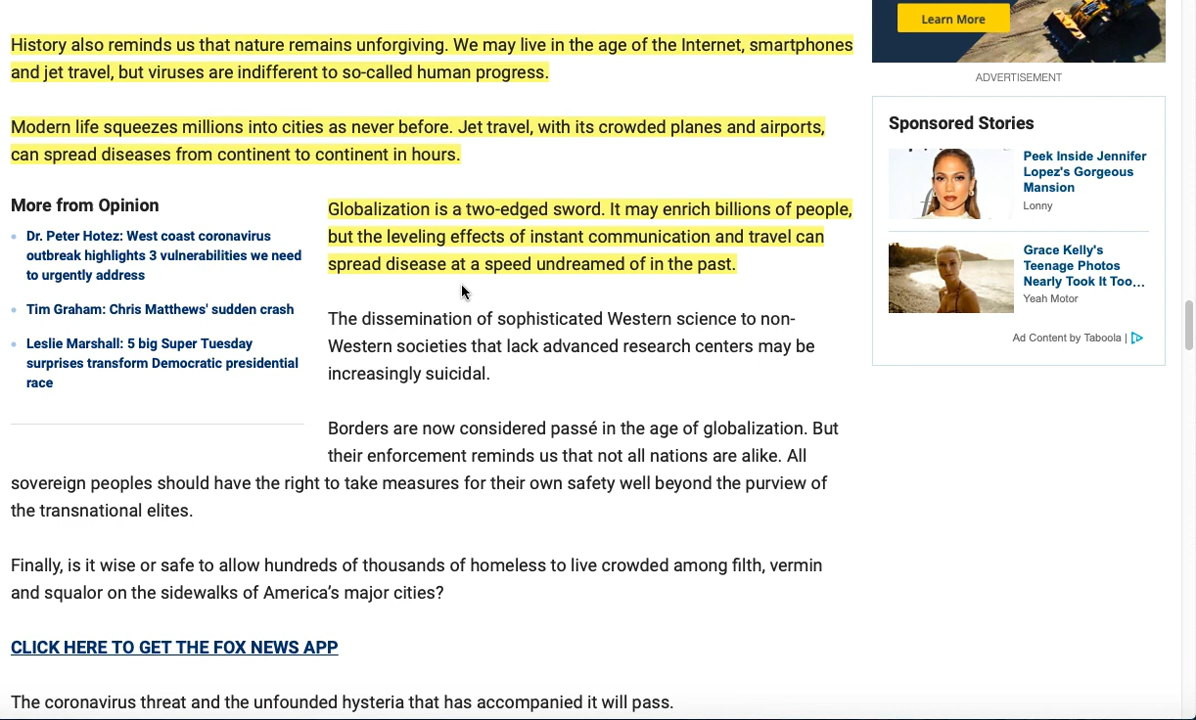 History also reminds us that nature remains unforgiving. We may live in the age of the Internet, smartphones
and jet travel, but viruses are indifferent to so-called human progress.
Modern life squeezes millions into cities as never before. Jet travel, with its crowded planes and airports,
can spread diseases from continent to continent in hours.
More from Opinion
Dr. Peter Hotez: West coast coronavirus
outbreak highlights 3 vulnerabilities we need
to urgently address
Tim Graham: Chris Matthews' sudden crash
Leslie Marshall: 5 big Super Tuesday
surprises transform Democratic presidential
race
Globalization is a two-edged sword. It may enrich billions of people,
but the leveling effects of instant communication and travel can
spread disease at a speed undreamed of in the past.
The dissemination of sophisticated Western science to non-
Western societies that lack advanced research centers may be
increasingly suicidal.
Borders are now considered passé in the age of globalization. But
their enforcement reminds us that not all nations are alike. All
sovereign peoples should have the right to take measures for their own safety well beyond the purview of
the transnational elites.
Finally, is it wise or safe to allow hundreds of thousands of homeless to live crowded among filth, vermin
and squalor on the sidewalks of America's major cities?
CLICK HERE TO GET THE FOX NEWS APP
The coronavirus threat and the unfounded hysteria that has accompanied it will pass.
Learn More
ADVERTISEMENT
Sponsored Stories
Peek Inside Jennifer
Lopez's Gorgeous
Mansion
Lonny
Grace Kelly's
Teenage Photos
Nearly Took It Too...
Yeah Motor
Ad Content by Taboola |